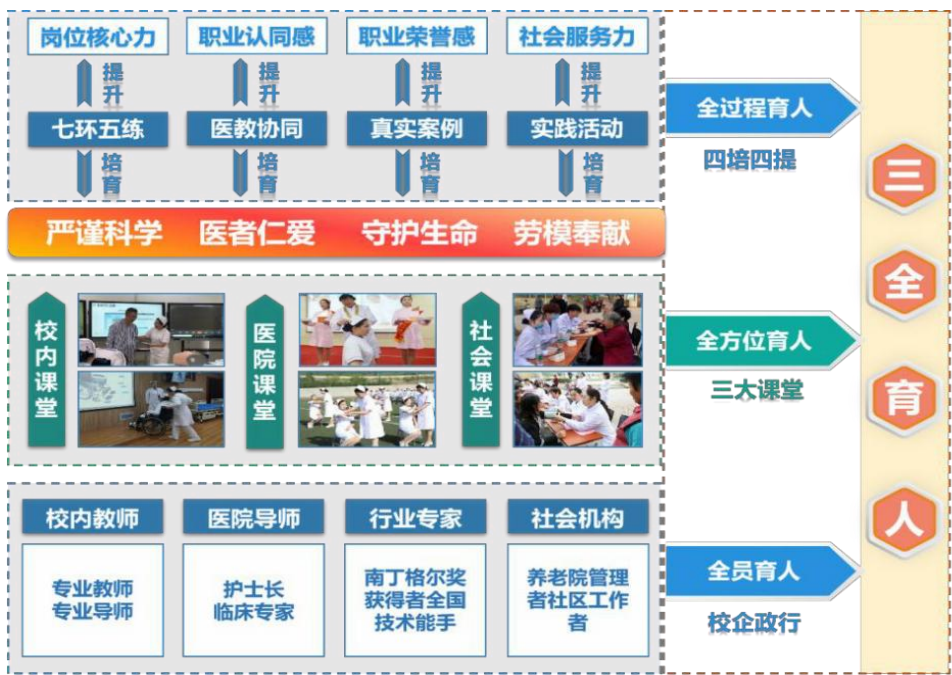 岗位核心力
职业认同感
职业荣誉感
社会服务力
提升
提升
提升
提升
七环五练
医教协同
真实案例
实践活动
培育
培育
培育
培育
严谨科学
医者仁爱
守护生命
劳模奉献
校内课堂
医院课堂
社会课堂
校内教师
医院导师
行业专家
社会机构
专业教师
专业导师
护士长
临床专家
南丁格尔奖
获得者全国
技术能手
养老院管理
者社区工作
者
全过程育人
四培四提
全方位育人
三大课堂
全员育人
校企政行
三全育人